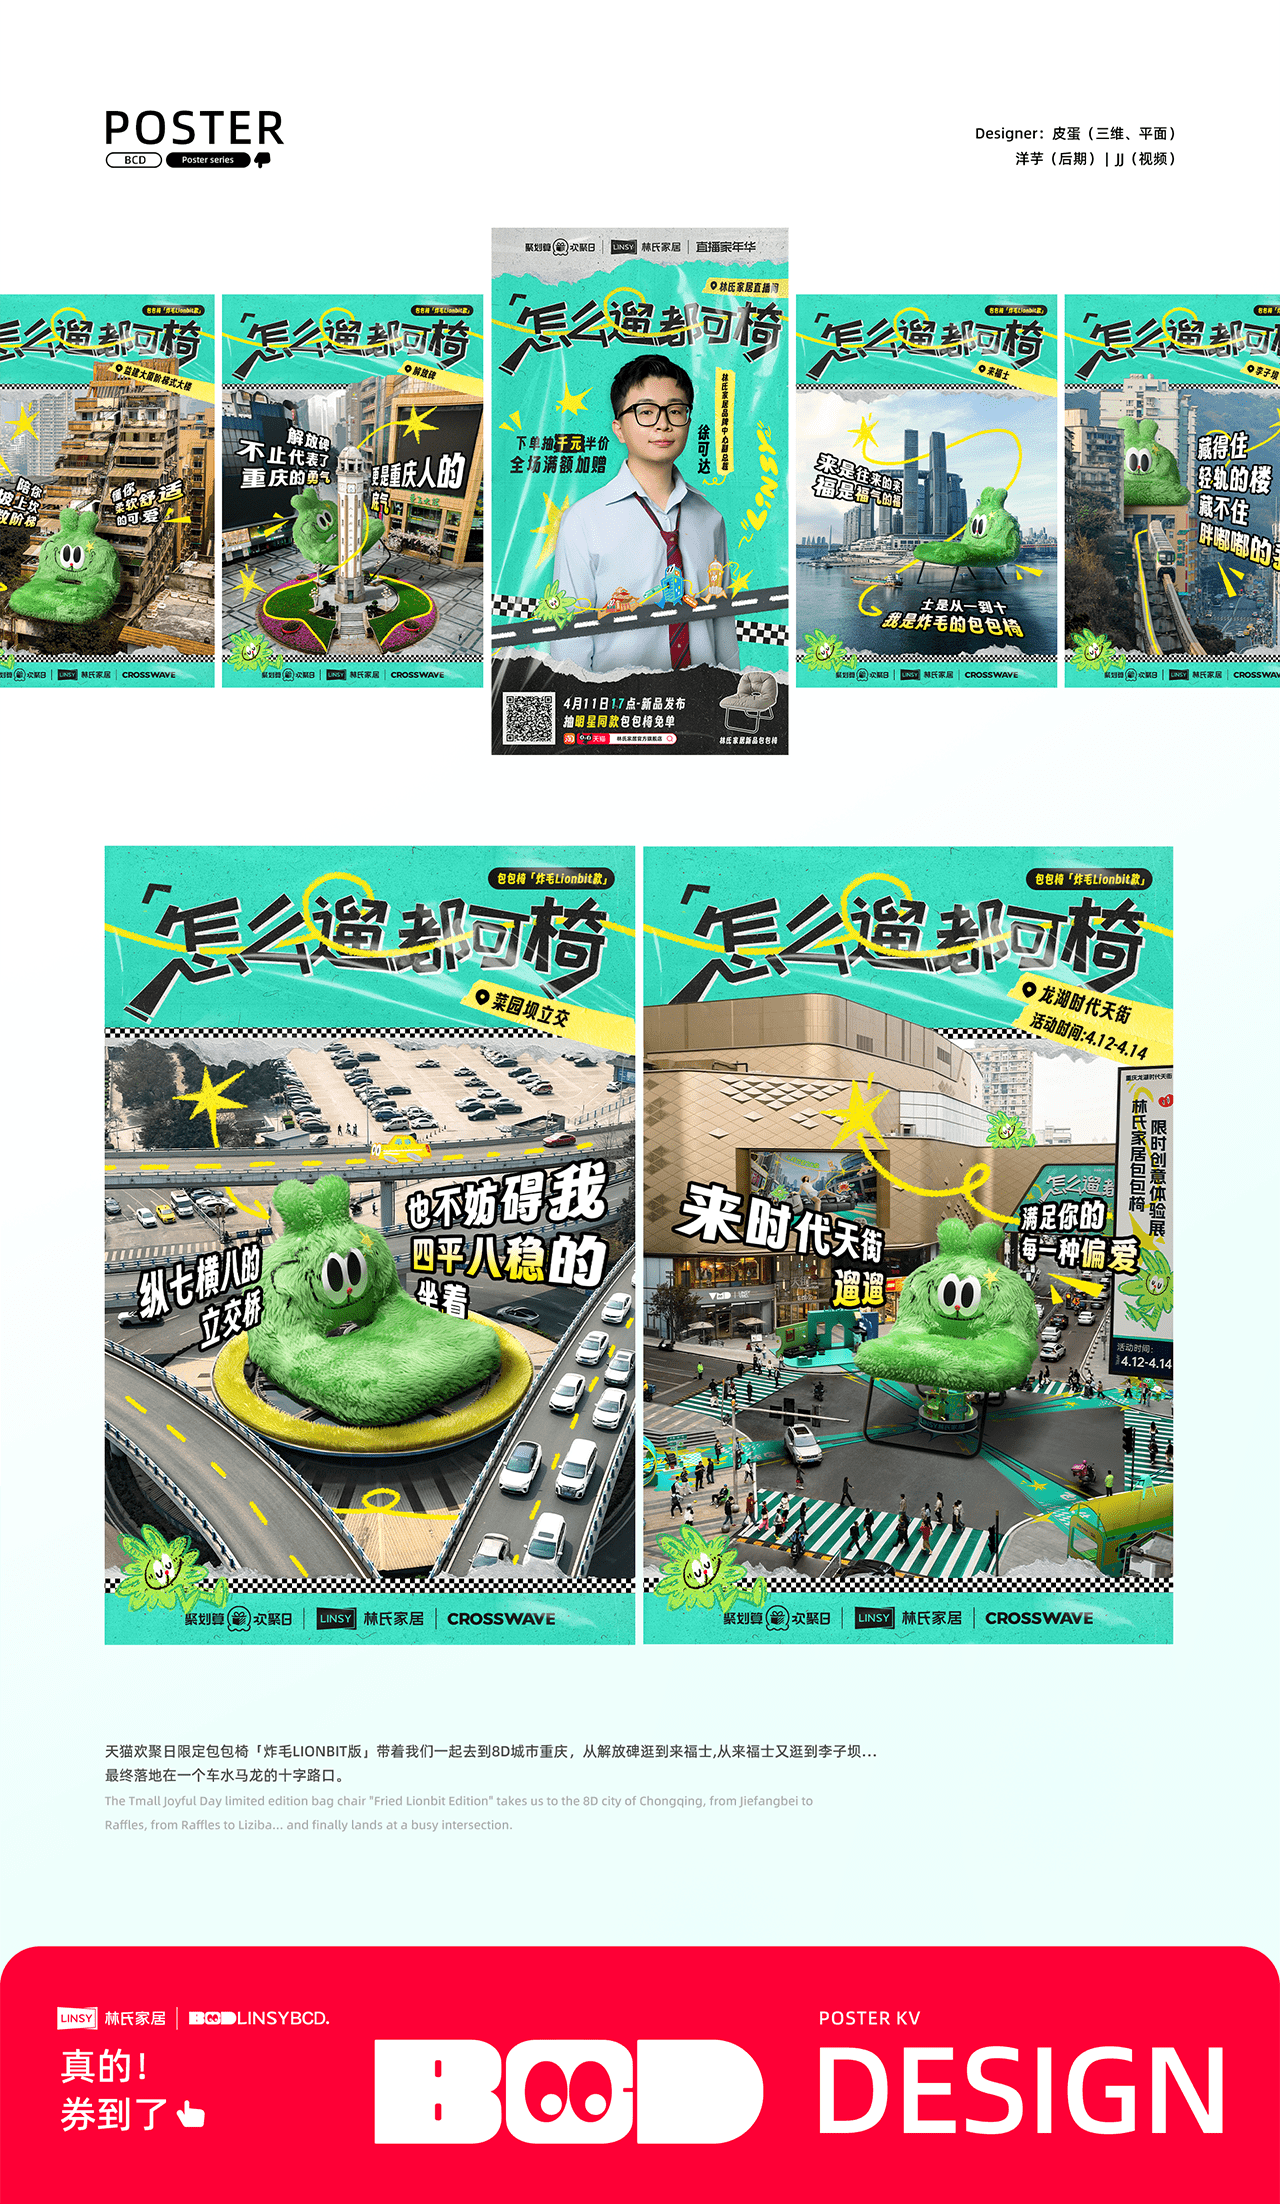 POSTER
BCD
Poster series
Designer：皮蛋（三维、平面）
洋芋（后期）| JJ（视频）
包包椅「炸毛Lionbit款」
怎么遛都可椅
益建大厦阶梯式大楼
陪你
坡上坎
数阶梯
懂你
柔软舒适
的可爱
欢聚日 | LINSY 林氏家居 | CROSSWAVE
包包椅「炸毛Lionbit款」
「怎么遛都可椅
解放碑
解放碑
不止代表了
重庆的勇气
更是重庆人的
底气
聚划算 欢聚日 | LINSY 林氏家居 | CROSSWAVE
聚划算 欢聚日 | LINSY 林氏家居 | 直播嘉年华
林氏家居直播间
「怎么遛都可椅
下单抽千元半价
全场满额加赠
徐可达
4月11日17点-新品发布
抽明星同款包包椅免单
淘 天猫 林氏家居官方旗舰店
林氏家居新品包包椅
包包椅「炸毛Lionbit款」
「怎么遛都可椅
来福士
来是往来的来
福是福气的福
士是从一到十
我是炸毛的包包椅
聚划算 欢聚日 | LINSY 林氏家居 | CROSSWAVE
「怎么遛都可椅
李子坝
藏得住
轻轨的楼
藏不住
胖嘟嘟的
聚划算 欢聚日 | LINSY 林氏家居 | CROSSWAV
包包椅「炸毛Lionbit款」
「怎么遛都可椅
菜园坝立交
纵七横八的
立交桥
也不妨碍我
四平八稳的
坐着
聚划算 欢聚日 | LINSY 林氏家居 | CROSSWAVE
包包椅「炸毛Lionbit款」
「怎么遛都可椅
龙湖时代天街
活动时间:4.12-4.14
重庆龙湖时代天街
林氏家居包包椅
限时创意体验展
怎么遛都
来时代天街
遛遛
满足你的
每一种偏爱
活动时间：
4.12-4.14
聚划算 欢聚日 | LINSY 林氏家居 | CROSSWAVE
天猫欢聚日限定包包椅「炸毛LIONBIT版」带着我们一起去到8D城市重庆，从解放碑逛到来福士,从来福士又逛到李子坝...
最终落地在一个车水马龙的十字路口。
The Tmall Joyful Day limited edition bag chair "Fried Lionbit Edition" takes us to the 8D city of Chongqing, from Jiefangbei to
Raffles, from Raffles to Liziba... and finally lands at a busy intersection.
LINSY 林氏家居 | BCD LINSYBCD.
真的！
券到了
BCD
POSTER KV
DESIGN